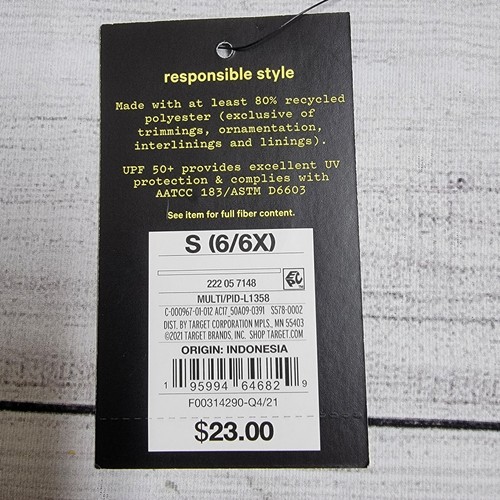 responsible style
Made with at least 80% recycled
polyester (exclusive of
trimmings, ornamentation,
interlinings and linings).
UPF 50+ provides excellent UV
protection & complies with
AATCC 183/ASTM D6603
See item for full fiber content.
S (6/6X)
222 05 7148
MULTI/PID-L1358
C-000967-01-012 AC17_50A09-0391 S578-0002
DIST. BY TARGET CORPORATION MPLS., MN 55403
©2021 TARGET BRANDS, INC. SHOP TARGET.COM
ORIGIN: INDONESIA
1 95994 64682 9
F00314290-Q4/21
$23.00